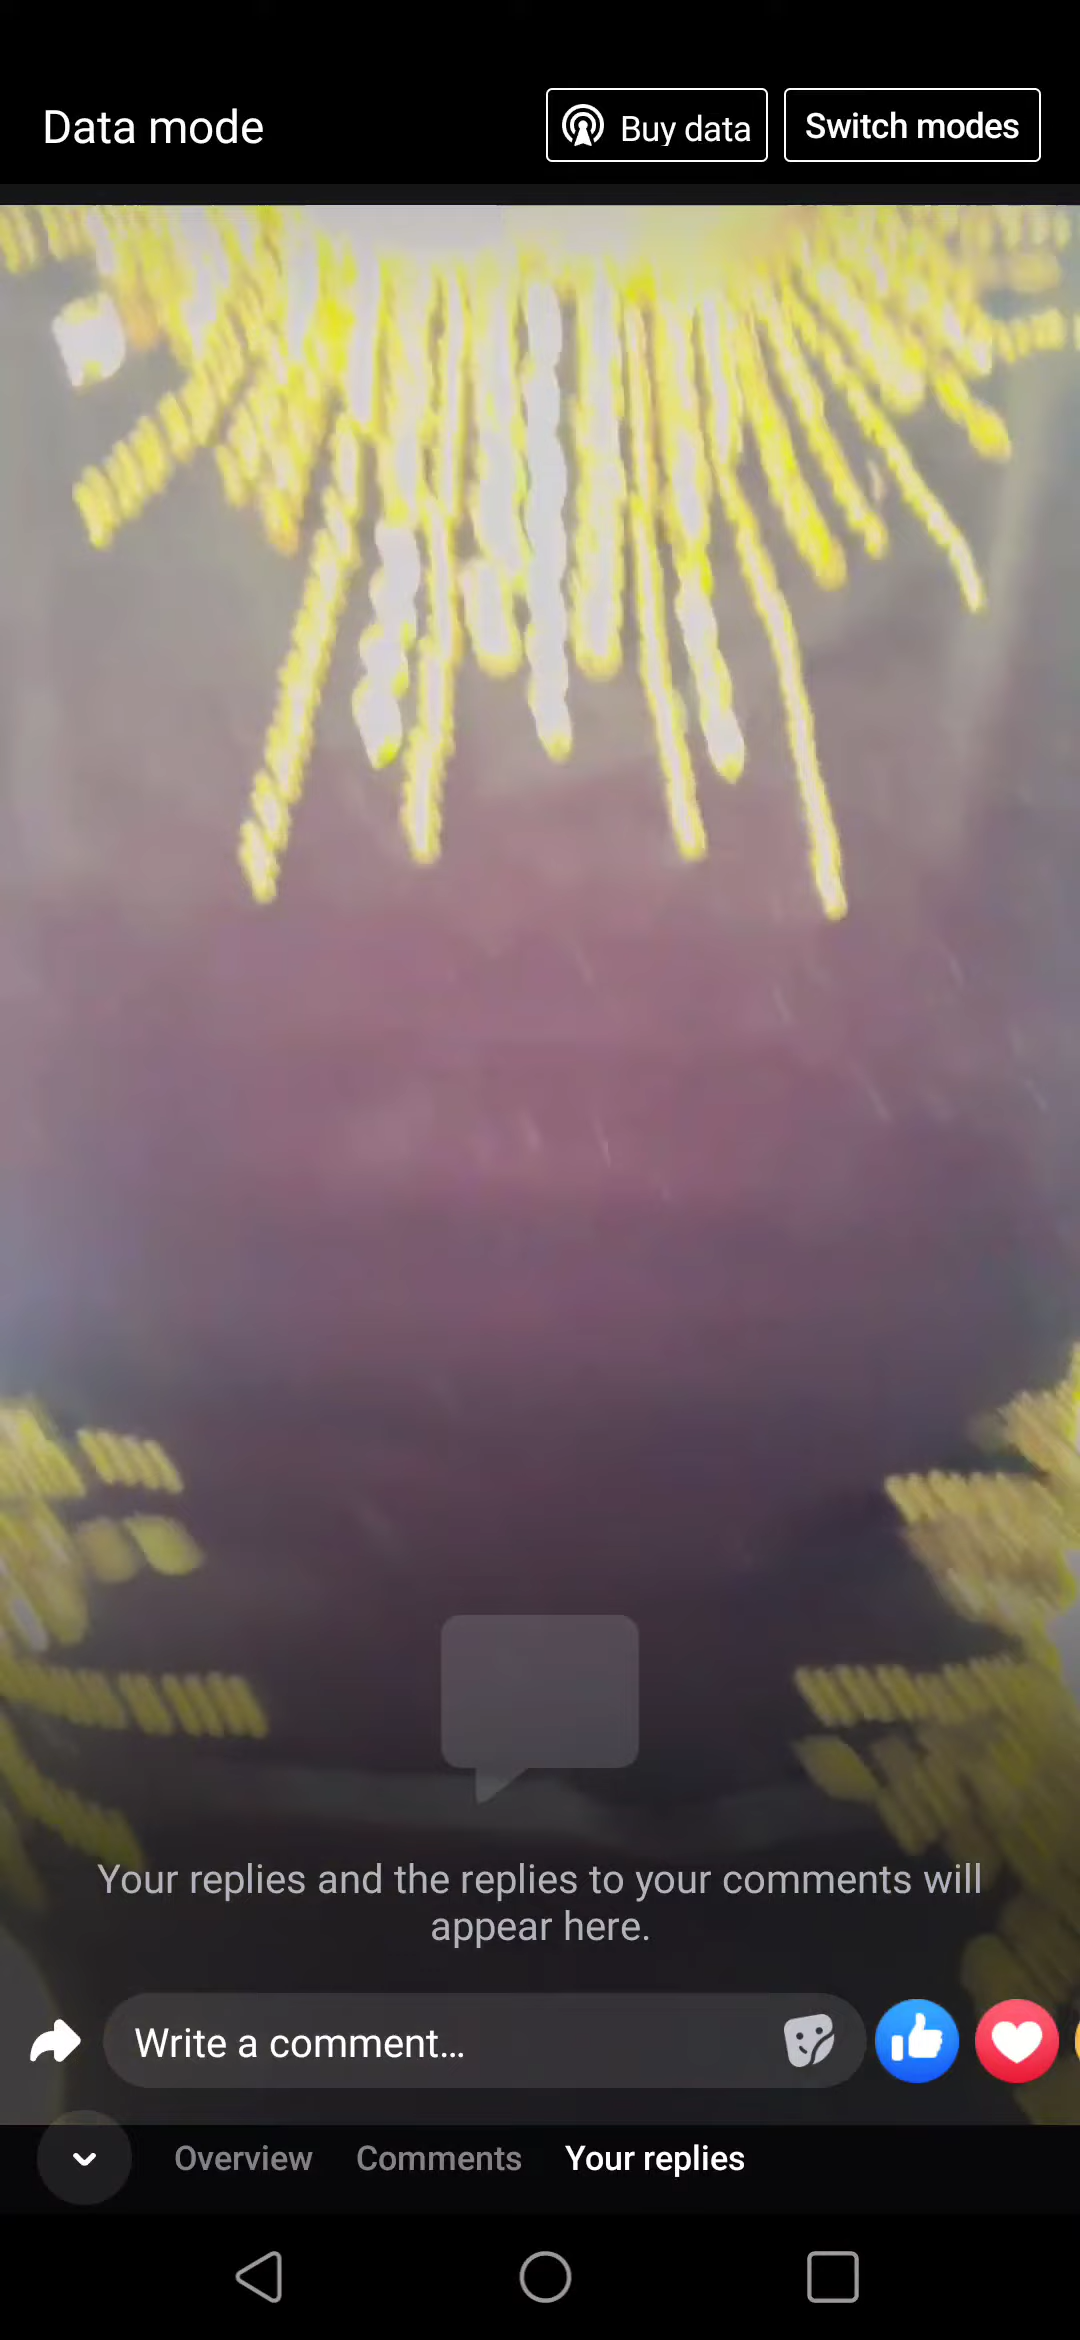 Data mode
Buy data
Switch modes
Your replies and the replies to your comments will
appear here.
Write a comment...
Overview
Comments
Your replies